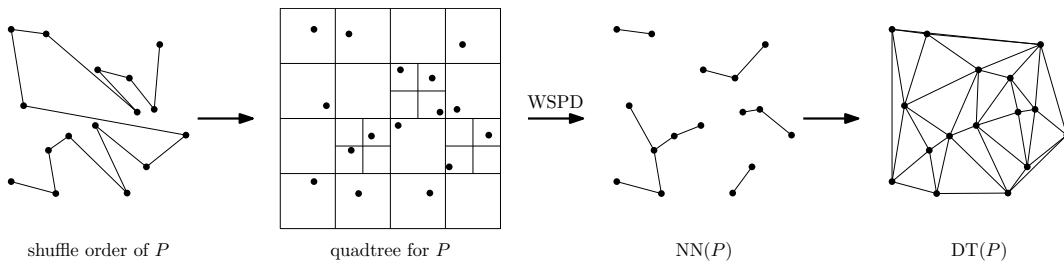 WSPD
shuffle order of P
quadtree for P
NN(P)
DT(P)